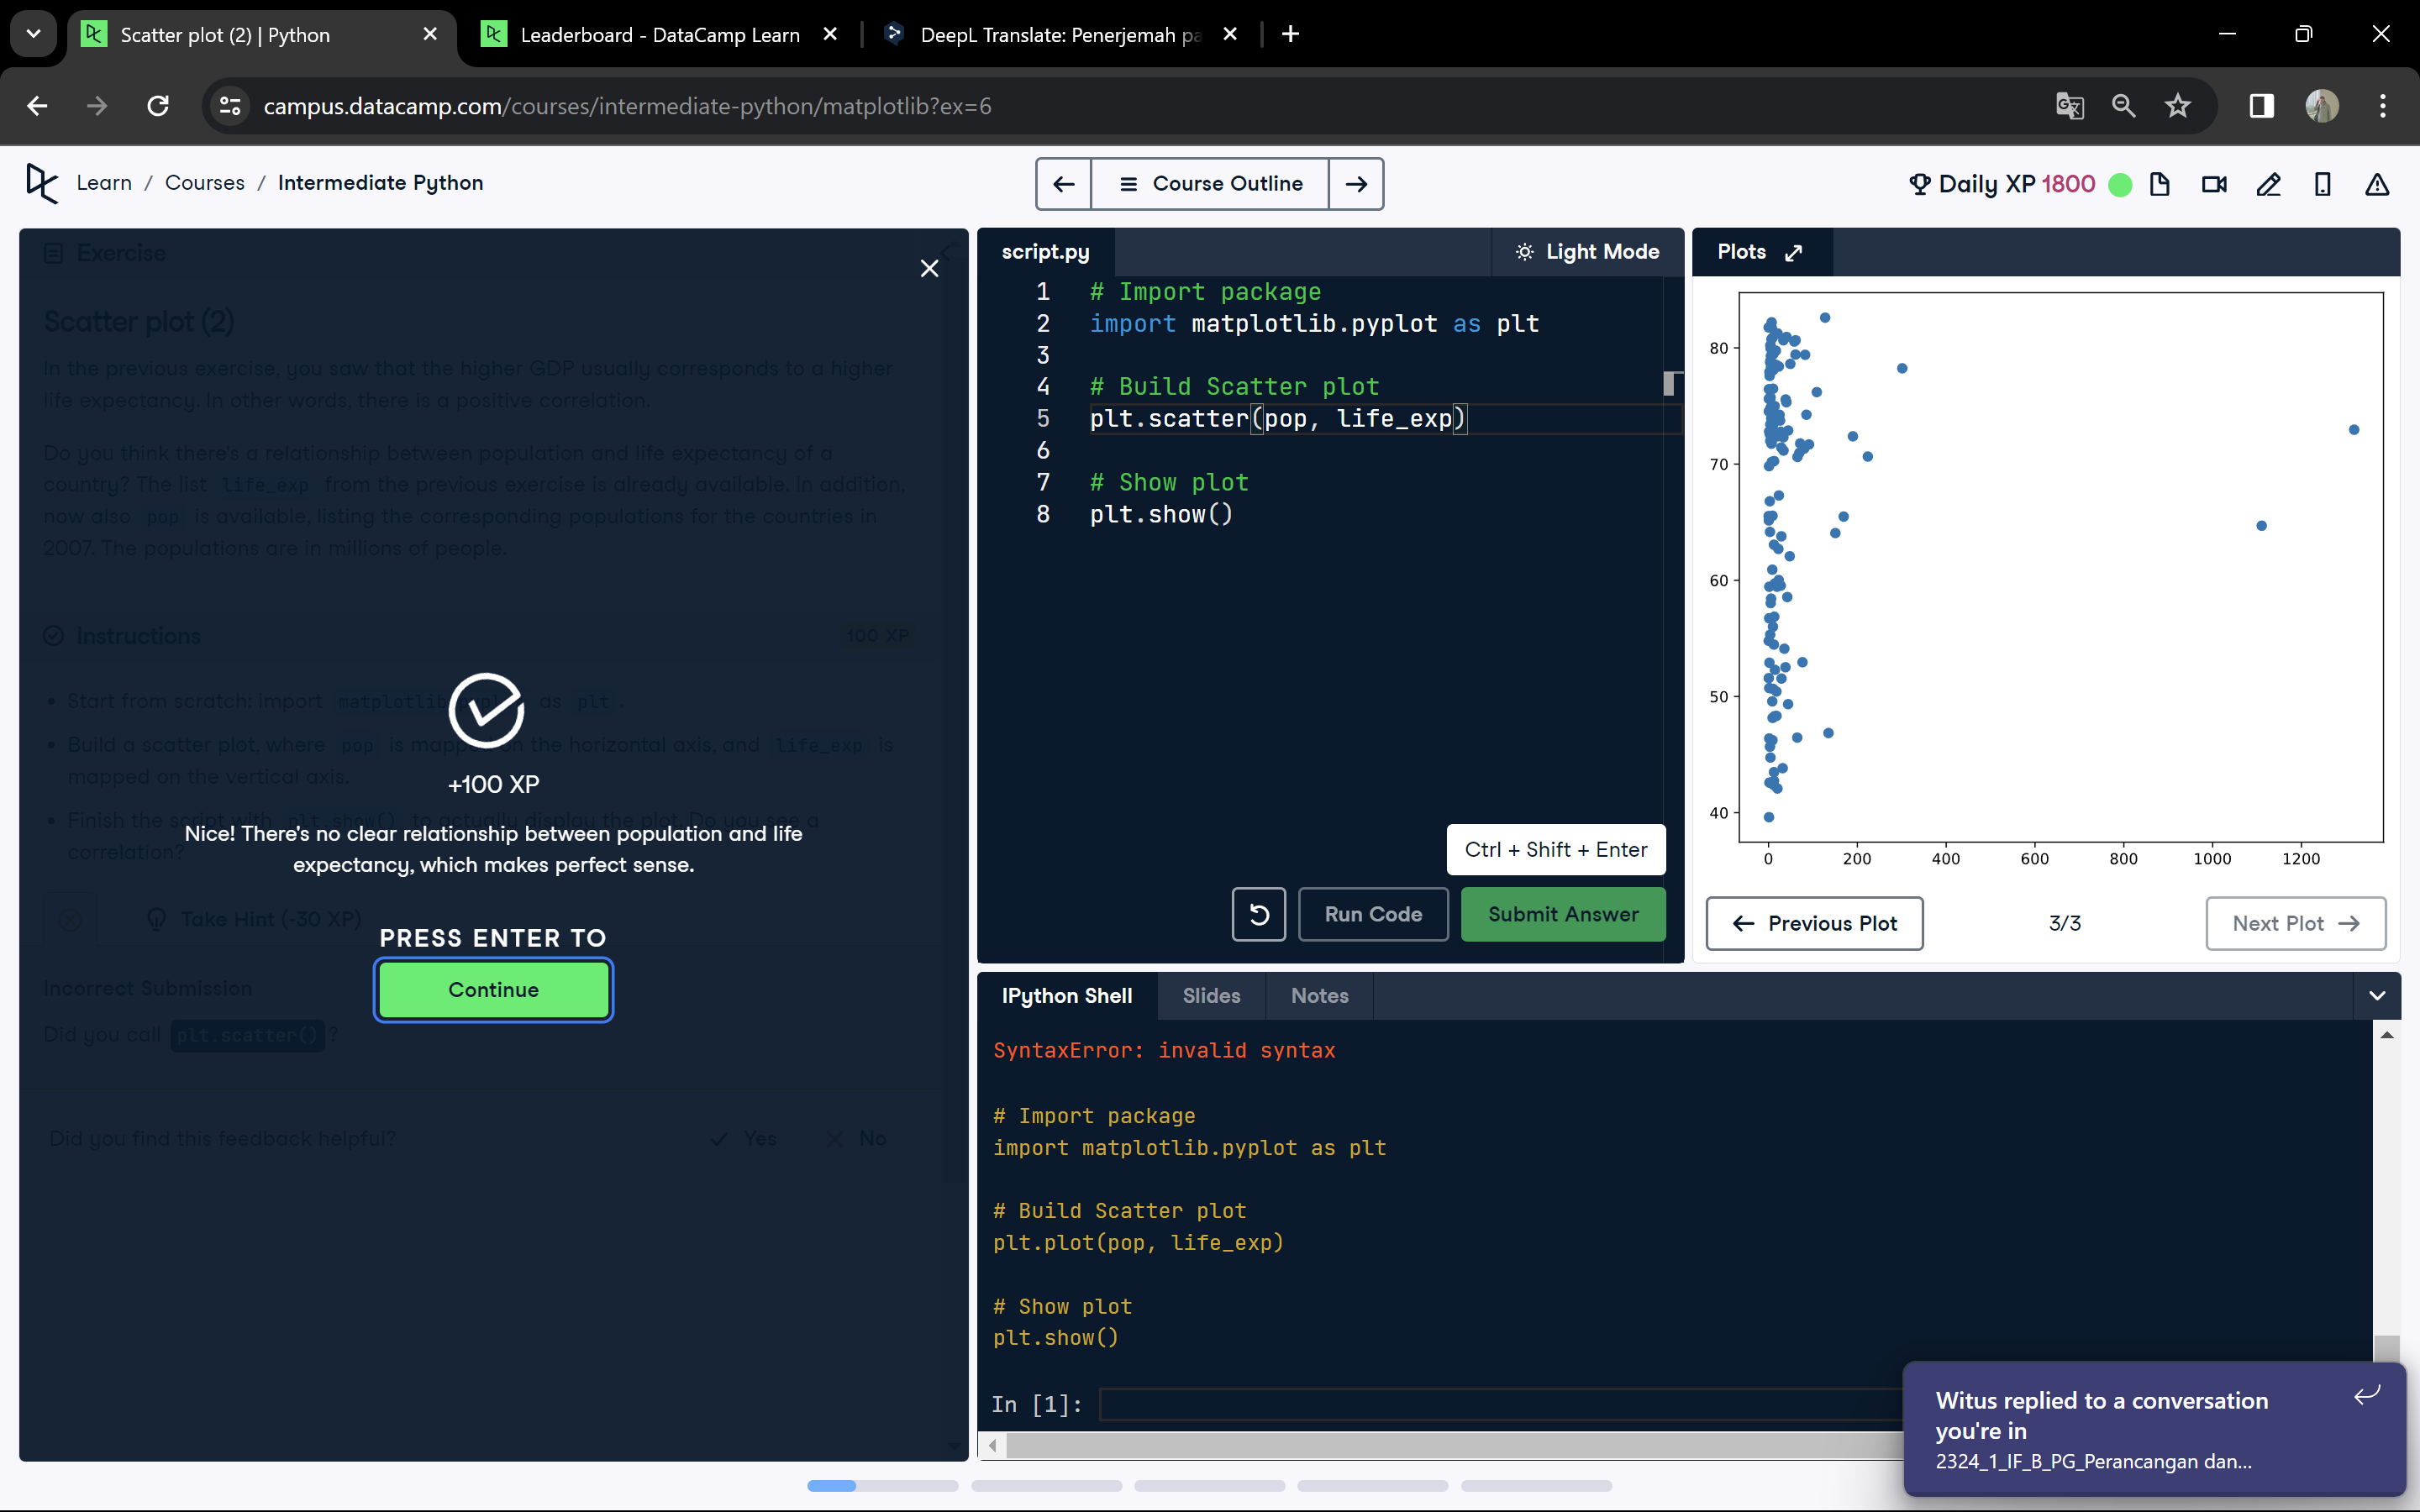 Scatter plot (2) | Python
Leaderboard - DataCamp Learn
DeepL Translate: Penerjemah pa
campus.datacamp.com/courses/intermediate-python/matplotlib?ex=6
Learn / Courses / Intermediate Python
Course Outline
Daily XP 1800
Exercise
Scatter plot (2)
In the previous exercise, you saw that the higher GDP usually corresponds to a higher
life expectancy. In other words, there is a positive correlation.
Do you think there's a relationship between population and life expectancy of a
country? The list life_exp from the previous exercise is already available. In addition,
now also pop is available, listing the corresponding populations for the countries in
2007. The populations are in millions of people.
Instructions
100 XP
Start from scratch: import as plt.
Build a scatter plot, where pop is mapped on the horizontal axis, and life_exp is
mapped on the vertical axis.
Finish the script with plt.show() to actually display the plot. Do you see a
correlation?
+100 XP
Nice! There's no clear relationship between population and life
expectancy, which makes perfect sense.
Take Hint (-30 XP)
PRESS ENTER TO
Continue
Incorrect Submission
Did you call plt.scatter()?
Did you find this feedback helpful?
Yes
No
script.py
Light Mode
1 # Import package
2 import matplotlib.pyplot as plt
3
4 # Build Scatter plot
5 plt.scatter(pop, life_exp)
6
7 # Show plot
8 plt.show()
Ctrl + Shift + Enter
Run Code
Submit Answer
Plots
80
70
60
50
40
0 200 400 600 800 1000 1200
Previous Plot
3/3
Next Plot
IPython Shell
Slides
Notes
SyntaxError: invalid syntax
# Import package
import matplotlib.pyplot as plt
# Build Scatter plot
plt.plot(pop, life_exp)
# Show plot
plt.show()
In [1]:
Witus replied to a conversation
you're in
2324_1_IF_B_PG_Perancangan dan...